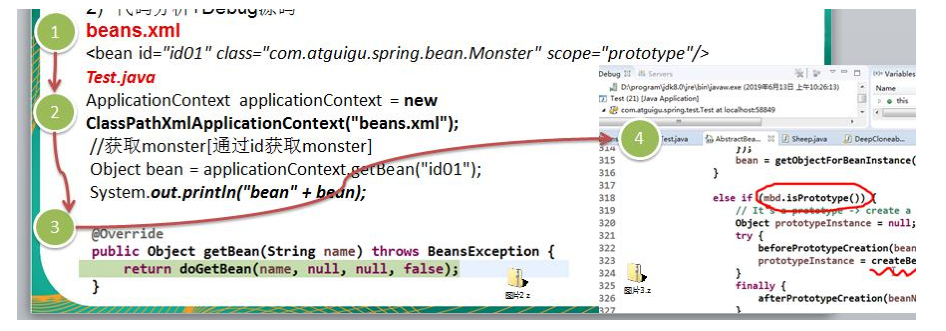 2) 代码分析+Debug源码
1
beans.xml
<bean id="id01" class="com.atguigu.spring.bean.Monster" scope="prototype"/>
Test.java
2
ApplicationContext applicationContext = new
ClassPathXmlApplicationContext("beans.xml");
//获取monster[通过id获取monster]
Object bean = applicationContext.getBean("id01");
System.out.println("bean" + bean);
3
@Override
public Object getBean(String name) throws BeansException {
return doGetBean(name, null, null, false);
}
图片2.z
Debug
Servers
(x)= Variables
D:\program\jdk8.0\jre\bin\javaw.exe (2019年6月13日 上午10:26:13)
Name
Test (21) [Java Application]
this
com.atguigu.spring.test.Test at localhost:58849
4
Test.java
AbstractBea...
Sheep.java
DeepCloneab...
314 });
315 bean = getObjectForBeanInstance(
316 }
317
318 else if (mbd.isPrototype()) {
319 // It's a prototype -> create a
320 Object prototypeInstance = null;
321 try {
322 beforePrototypeCreation(bean
323 prototypeInstance = createBe
324 }
325 finally {
326 afterPrototypeCreation(beanN
327 }
图片3.z